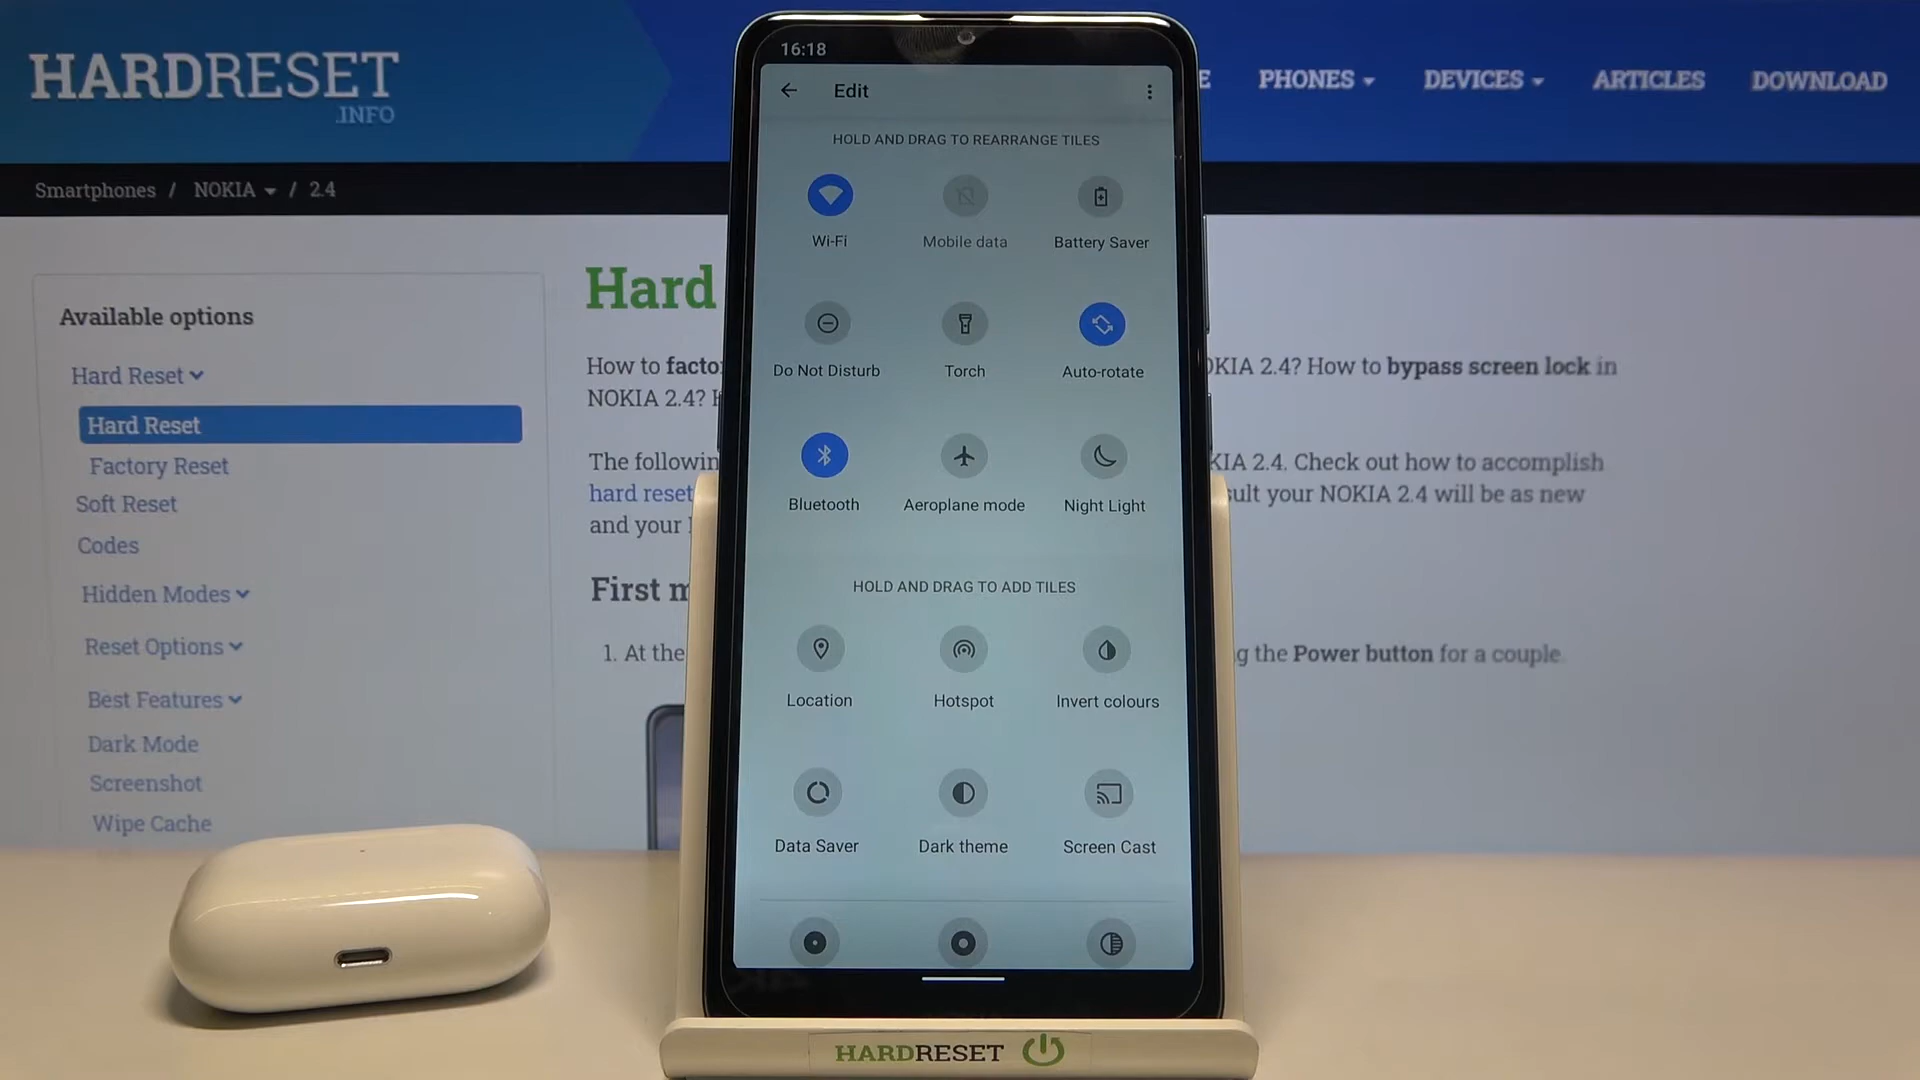 HARDRESET
.INFO
PHONES
DEVICES
ARTICLES
DOWNLOAD
Smartphones / NOKIA / 2.4
Available options
Hard Reset
Hard Reset
Factory Reset
Soft Reset
Codes
Hidden Modes
Reset Options
Best Features
Dark Mode
Screenshot
Wipe Cache
Hard
How to
2.4? How to bypass screen lock in
NOKIA 2.4?
The
2.4. Check out how to accomplish
hard reset
your NOKIA 2.4 will be as new
and your
First
1. At the
the Power button for a couple
16:18
Edit
HOLD AND DRAG TO REARRANGE TILES
Wi-Fi
Mobile data
Battery Saver
Do Not Disturb
Torch
Auto-rotate
Bluetooth
Aeroplane mode
Night Light
HOLD AND DRAG TO ADD TILES
Location
Hotspot
Invert colours
Data Saver
Dark theme
Screen Cast
HARDRESET